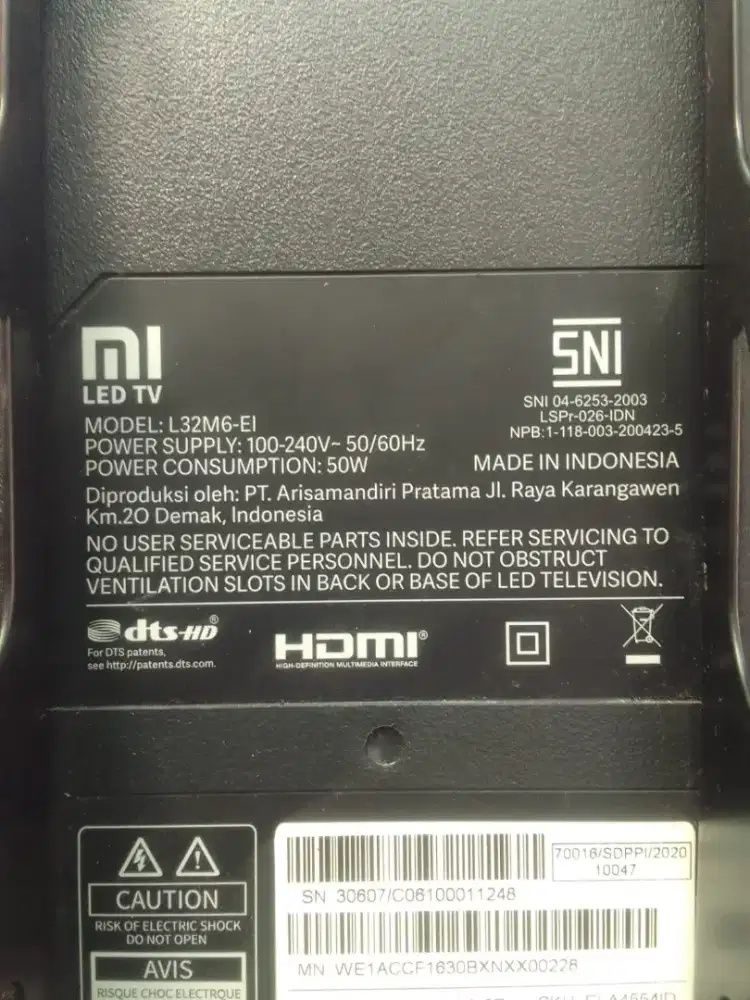 mi
LED TV
MODEL: L32M6-EI
POWER SUPPLY: 100-240V~ 50/60Hz
POWER CONSUMPTION: 50W
SNI
SNI 04-6253-2003
LSPr-026-IDN
NPB:1-118-003-200423-5
MADE IN INDONESIA
Diproduksi oleh: PT. Arisamandiri Pratama Jl. Raya Karangawen
Km.20 Demak, Indonesia
NO USER SERVICEABLE PARTS INSIDE. REFER SERVICING TO
QUALIFIED SERVICE PERSONNEL. DO NOT OBSTRUCT
VENTILATION SLOTS IN BACK OR BASE OF LED TELEVISION.
dts-HD®
For DTS patents,
see http://patents.dts.com.
HDMI®
HIGH-DEFINITION MULTIMEDIA INTERFACE
CAUTION
RISK OF ELECTRIC SHOCK
DO NOT OPEN
AVIS
RISQUE CHOC ELECTRIQUE
70016/SDPPI/2020
10047
SN 30607/C06100011248
MN WE1ACCF1630BXNXX00228